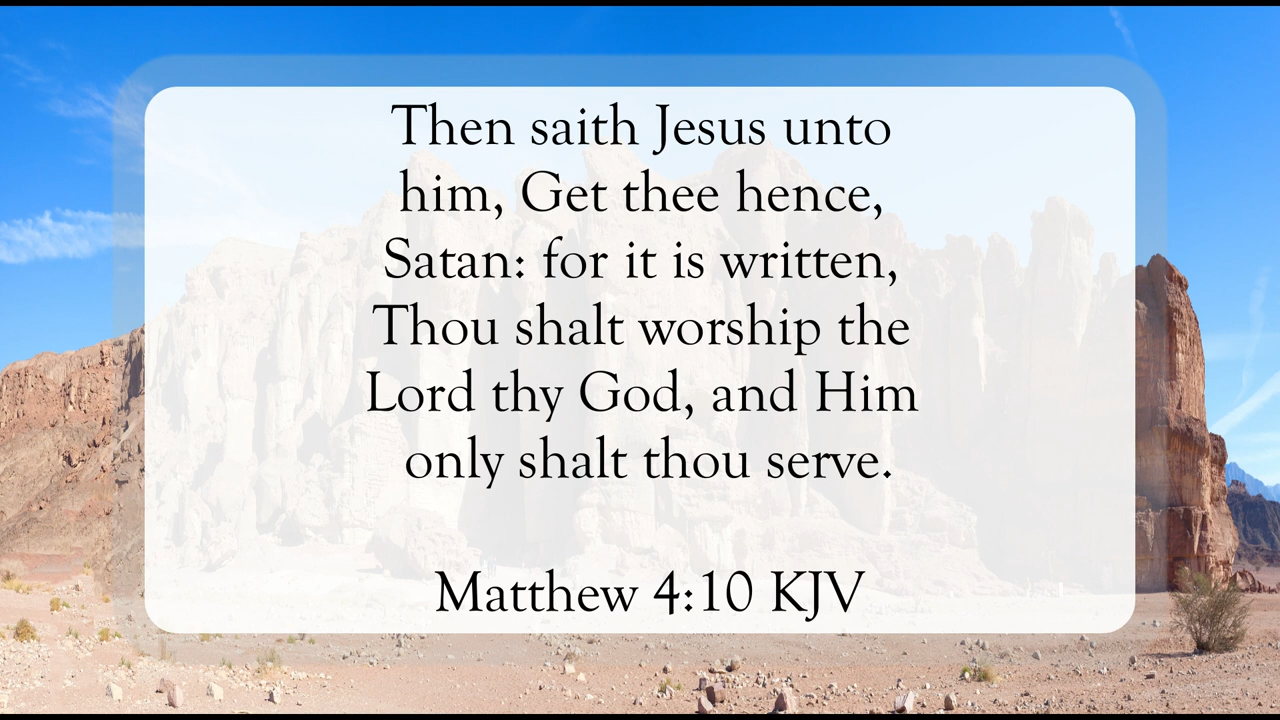 Then saith Jesus unto
him, Get thee hence,
Satan: for it is written,
Thou shalt worship the
Lord thy God, and Him
only shalt thou serve.
Matthew 4:10 KJV